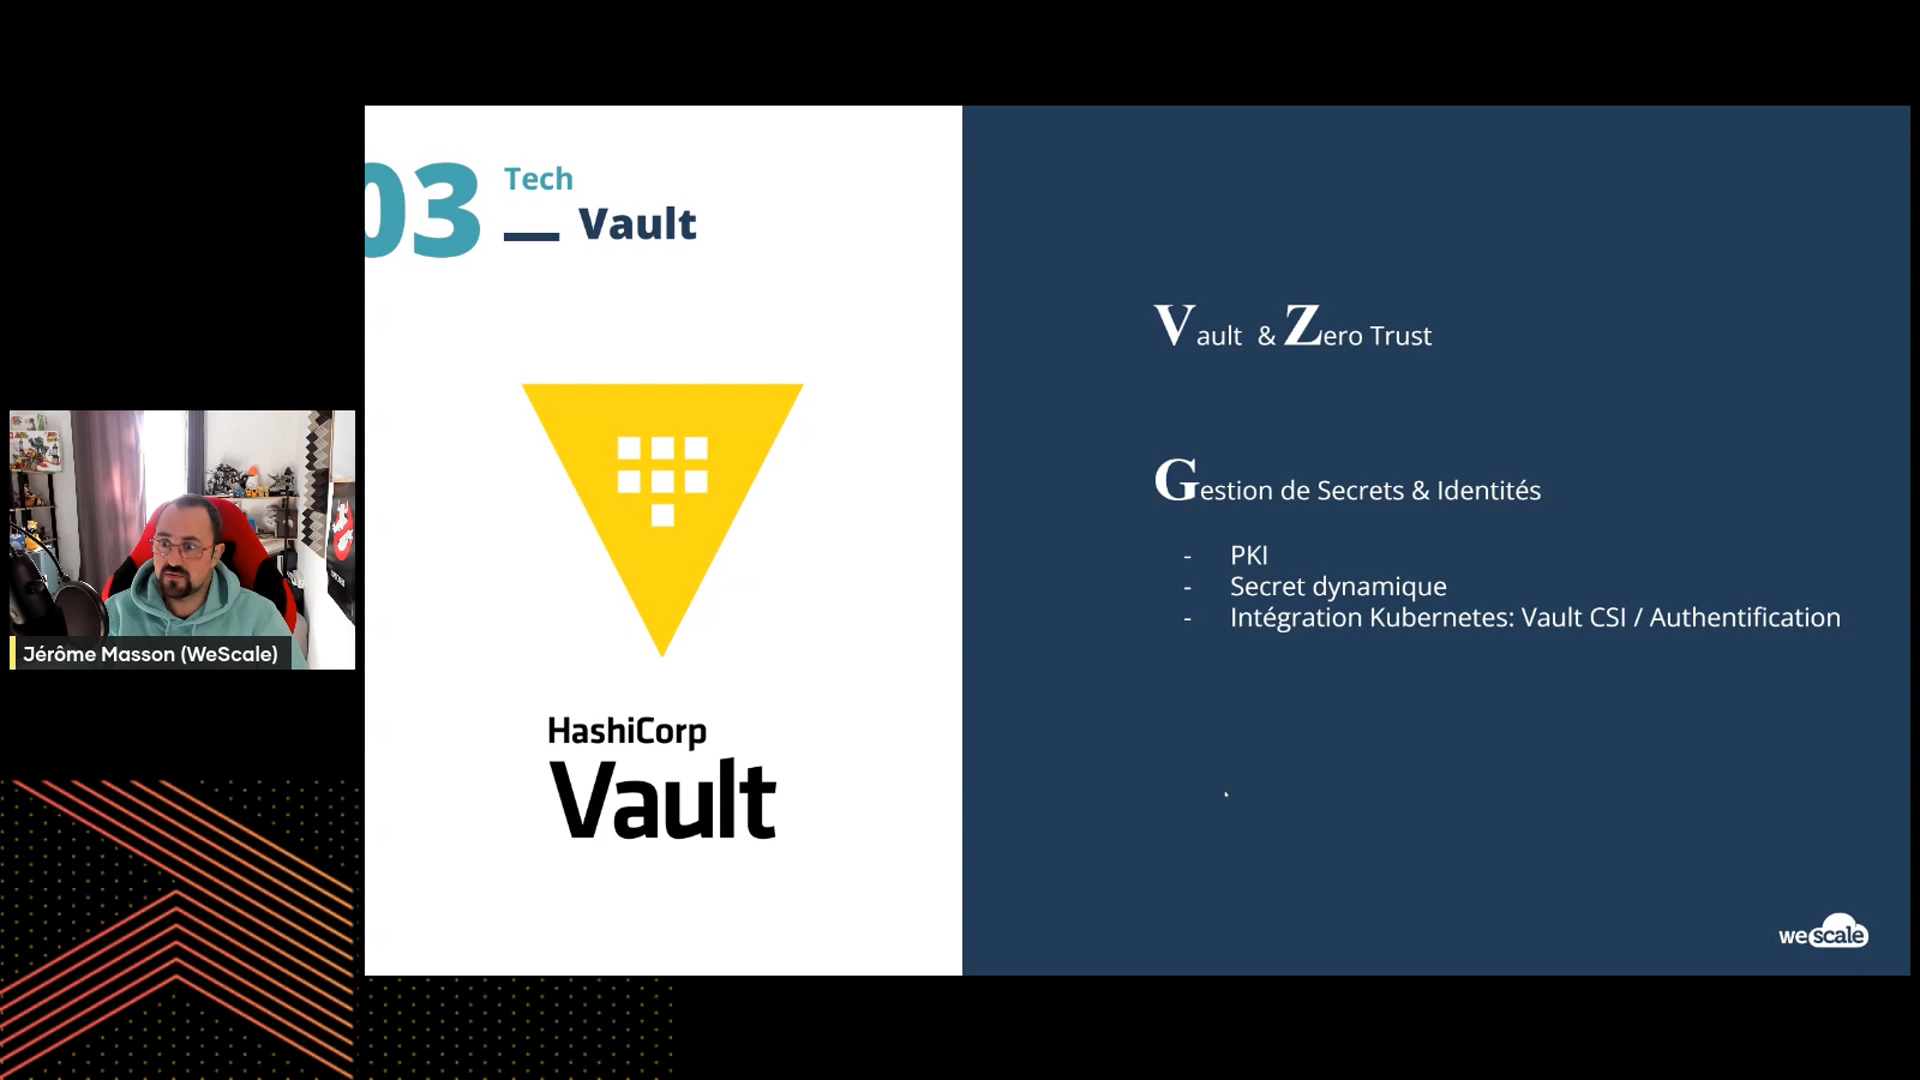 03
Tech
Vault
HashiCorp
Vault
Vault & Zero Trust
Gestion de Secrets & Identités
- PKI
- Secret dynamique
- Intégration Kubernetes: Vault CSI / Authentification
Jérôme Masson (WeScale)
wescale